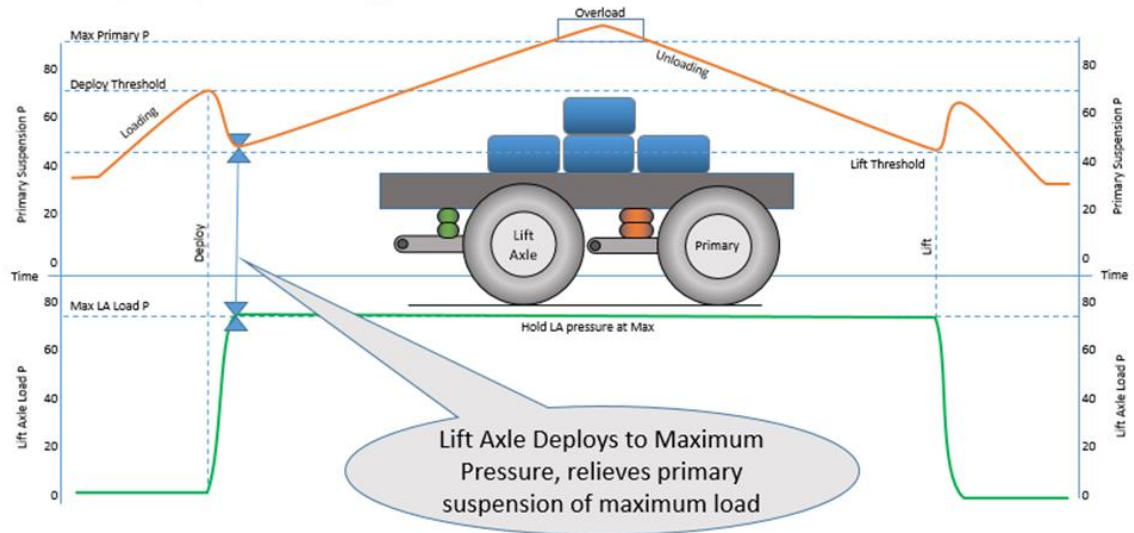 Overload
Max Primary P
Unloading
80
80
Deploy Threshold
Loading
60
60
Primary Suspension P
Primary Suspension P
40
40
Lift Threshold
20
20
Deploy
Lift
Axle
Primary
Lift
0
0
Time
Time
80
80
Max LA Load P
Hold LA pressure at Max
60
60
Lift Axle Load P
Lift Axle Load P
40
40
Lift Axle Deploys to Maximum
Pressure, relieves primary
suspension of maximum load
20
20
0
0